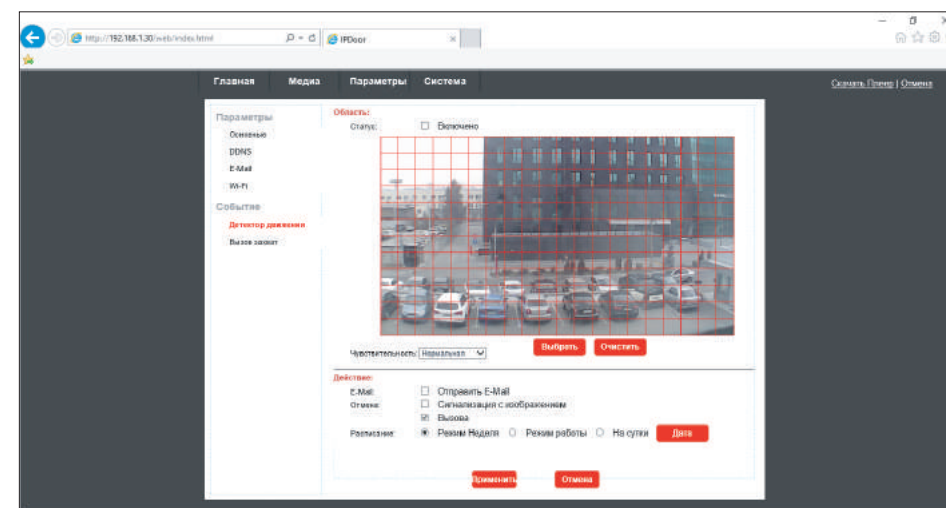 http://192.168.1.30/web/index.html
IPDoor
Главная Медиа Параметры Система
Скачать Плеер | Отмена
Параметры
Основные
DDNS
E-Mail
Wi-Fi
Событие
Детектор движения
Вызов захват
Область:
Статус: Включено
Чувствительность: Нормальная
Выбрать Очистить
Действие:
E-Mail: Отправить E-Mail
Отмена: Сигнализация с изображением
Вызова
Расписание: Режим Неделя Режим работы На сутки Дата
Применить Отмена